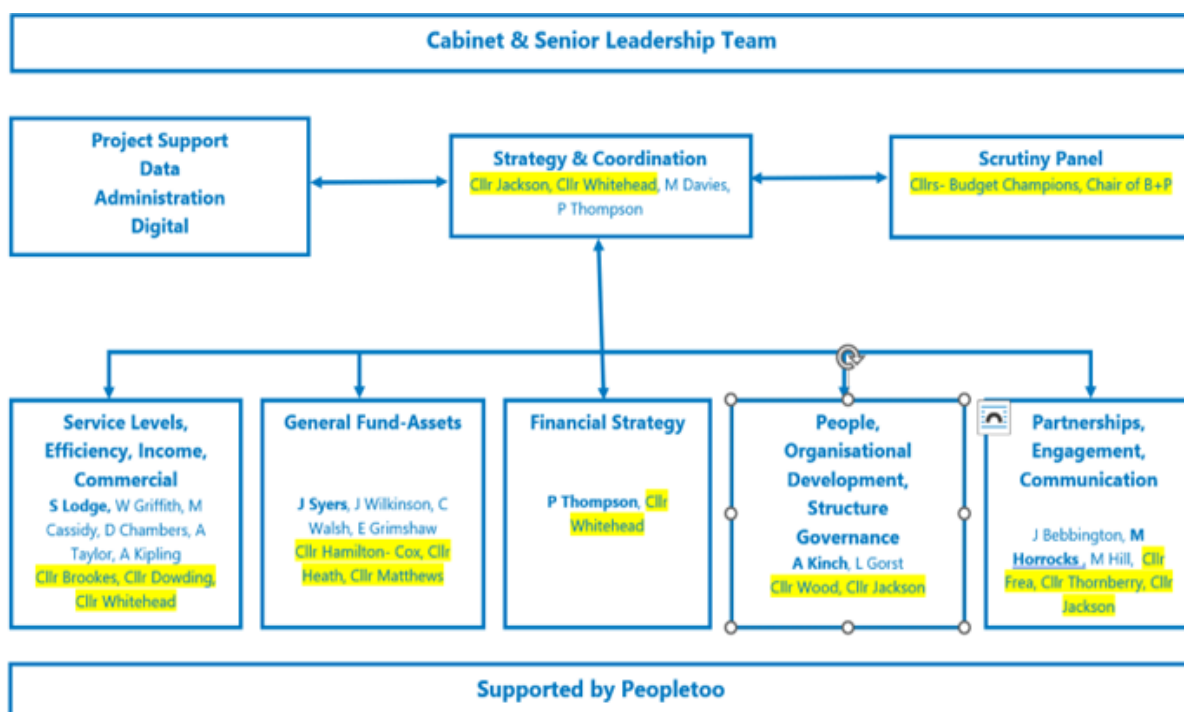 Cabinet & Senior Leadership Team
Project Support
Data
Administration
Digital
Strategy & Coordination
Cllr Jackson, Cllr Whitehead, M Davies,
P Thompson
Scrutiny Panel
Cllrs- Budget Champions, Chair of B+P
Service Levels,
Efficiency, Income,
Commercial
S Lodge, W Griffith, M
Cassidy, D Chambers, A
Taylor, A Kipling
Cllr Brookes, Cllr Dowding,
Cllr Whitehead
General Fund-Assets
J Syers, J Wilkinson, C
Walsh, E Grimshaw
Cllr Hamilton- Cox, Cllr
Heath, Cllr Matthews
Financial Strategy
P Thompson, Cllr
Whitehead
People,
Organisational
Development,
Structure
Governance
A Kinch, L Gorst
Cllr Wood, Cllr Jackson
Partnerships,
Engagement,
Communication
J Bebbington, M
Horrocks , M Hill, Cllr
Frea, Cllr Thornberry, Cllr
Jackson
Supported by Peopletoo